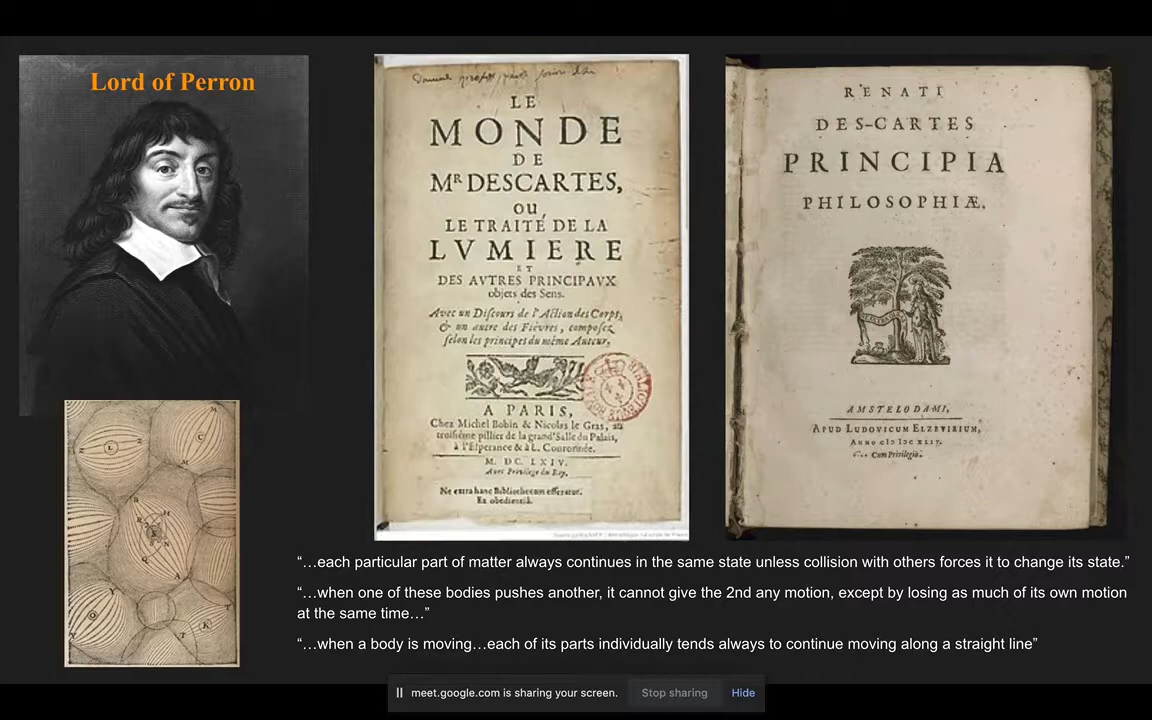 Lord of Perron
LE
MONDE
DE
MR DESCARTES,
OU,
LE TRAITÉ DE LA
LVMIERE
ET
DES AVTRES PRINCIPAVX
objets des Sens.
Avec un Discours de l'Action des Corps,
& un autre des Fièvres, composez
selon les principes du même Auteur.
A PARIS,
Chez Michel Bobin & Nicolas le Gras, au
troisième pillier de la grand'Salle du Palais,
à l'Esperance & à L. Couronnée.
M. DC. LXIV.
Avec Privilege du Roy.
Ne extra hanc Bibliothecam efferatur.
Ex obedientiâ.
RENATI
DES-CARTES
PRINCIPIA
PHILOSOPHIÆ.
AMSTELODAMI,
APUD LUDOVICUM ELZEVIRIUM,
ANNO CIƆ IƆC XLIV.
Cum Privilegiis.
“…each particular part of matter always continues in the same state unless collision with others forces it to change its state.”
“…when one of these bodies pushes another, it cannot give the 2nd any motion, except by losing as much of its own motion
at the same time…”
“…when a body is moving…each of its parts individually tends always to continue moving along a straight line”
meet.google.com is sharing your screen.
Stop sharing
Hide